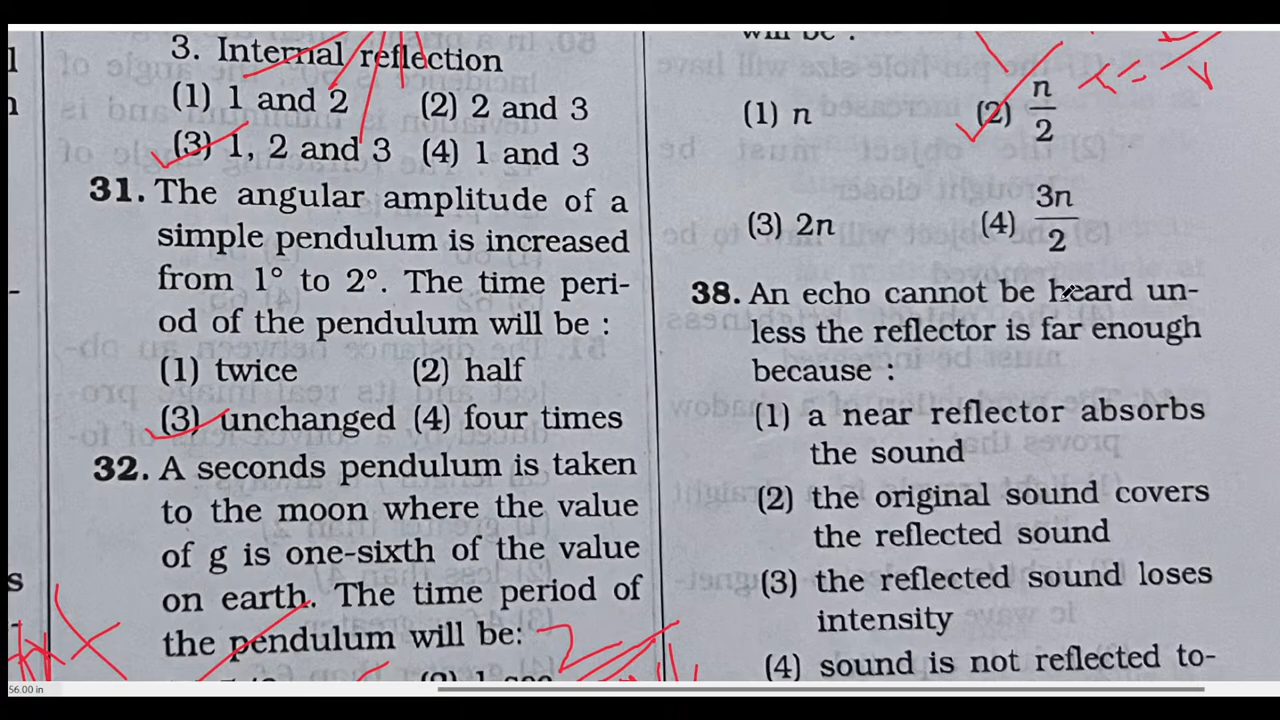 3. Internal reflection
(1) 1 and 2 (2) 2 and 3
(3) 1, 2 and 3 (4) 1 and 3
31. The angular amplitude of a
simple pendulum is increased
from 1° to 2°. The time peri-
od of the pendulum will be :
(1) twice (2) half
(3) unchanged (4) four times
32. A seconds pendulum is taken
to the moon where the value
of g is one-sixth of the value
on earth. The time period of
the pendulum will be:
will be :
(1) n (2) n/2
(3) 2n (4) 3n/2
38. An echo cannot be heard un-
less the reflector is far enough
because :
(1) a near reflector absorbs
the sound
(2) the original sound covers
the reflected sound
(3) the reflected sound loses
intensity
(4) sound is not reflected to-
56.00 in